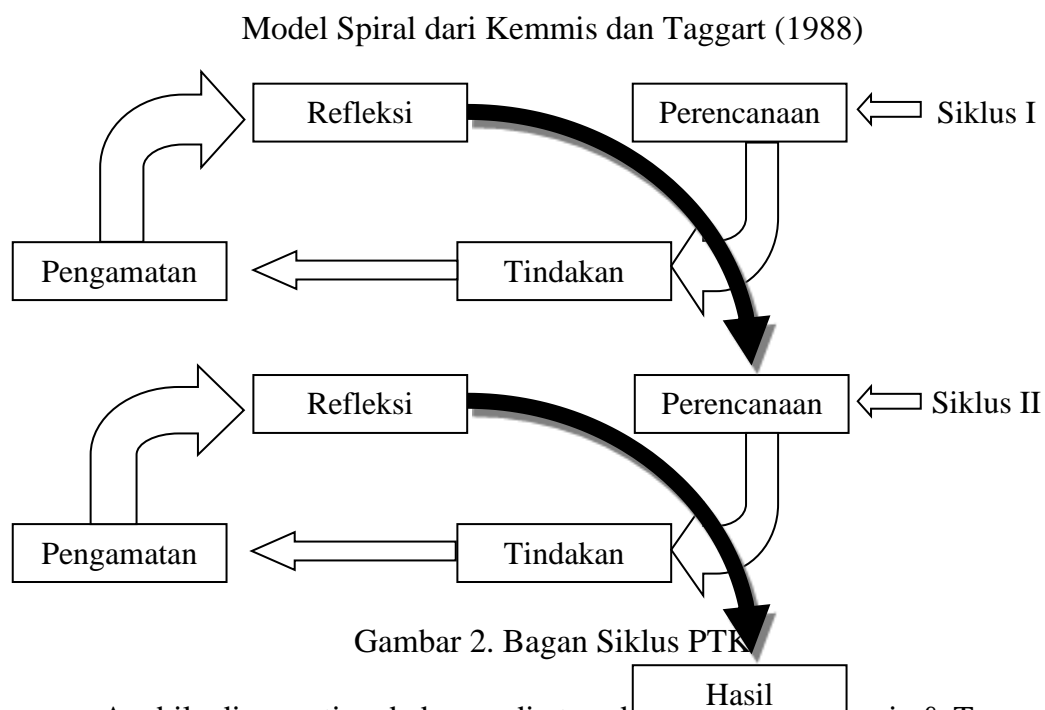 Model Spiral dari Kemmis dan Taggart (1988)
Refleksi
Perencanaan
Siklus I
Pengamatan
Tindakan
Refleksi
Perencanaan
Siklus II
Pengamatan
Tindakan
Gambar 2. Bagan Siklus PTK
Hasil